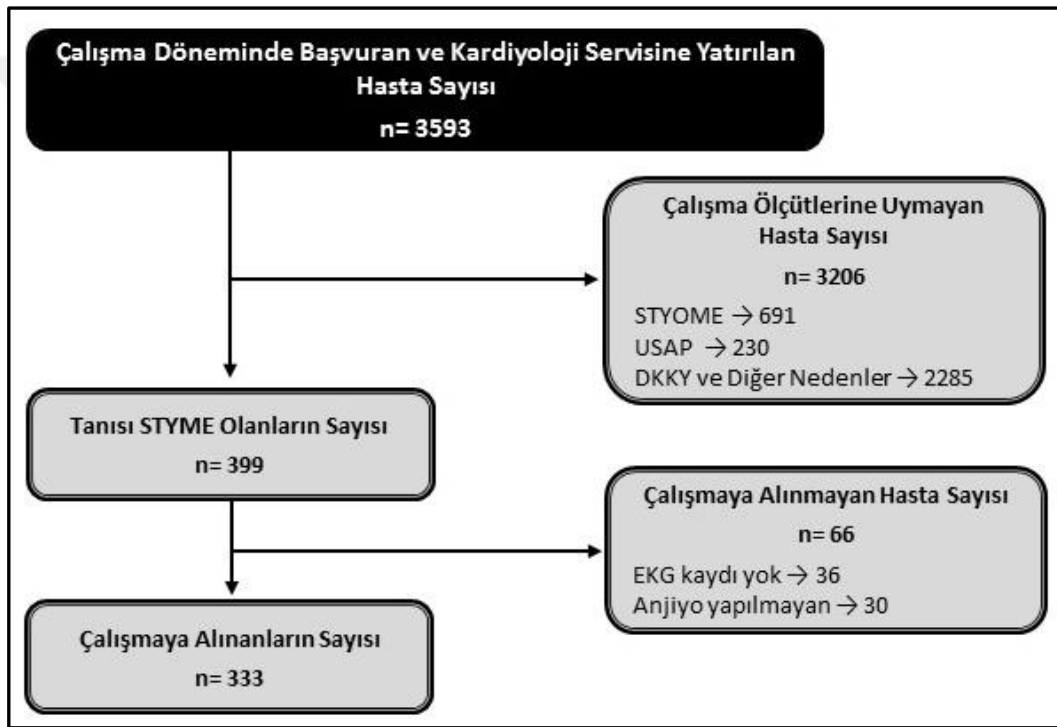 Çalışma Döneminde Başvuran ve Kardiyoloji Servisine Yatırılan
Hasta Sayısı
n= 3593
Çalışma Ölçütlerine Uymayan
Hasta Sayısı
n= 3206
STYOME → 691
USAP → 230
DKKY ve Diğer Nedenler → 2285
Tanısı STYME Olanların Sayısı
n= 399
Çalışmaya Alınmayan Hasta Sayısı
n= 66
EKG kaydı yok → 36
Anjiyo yapılmayan → 30
Çalışmaya Alınanların Sayısı
n= 333